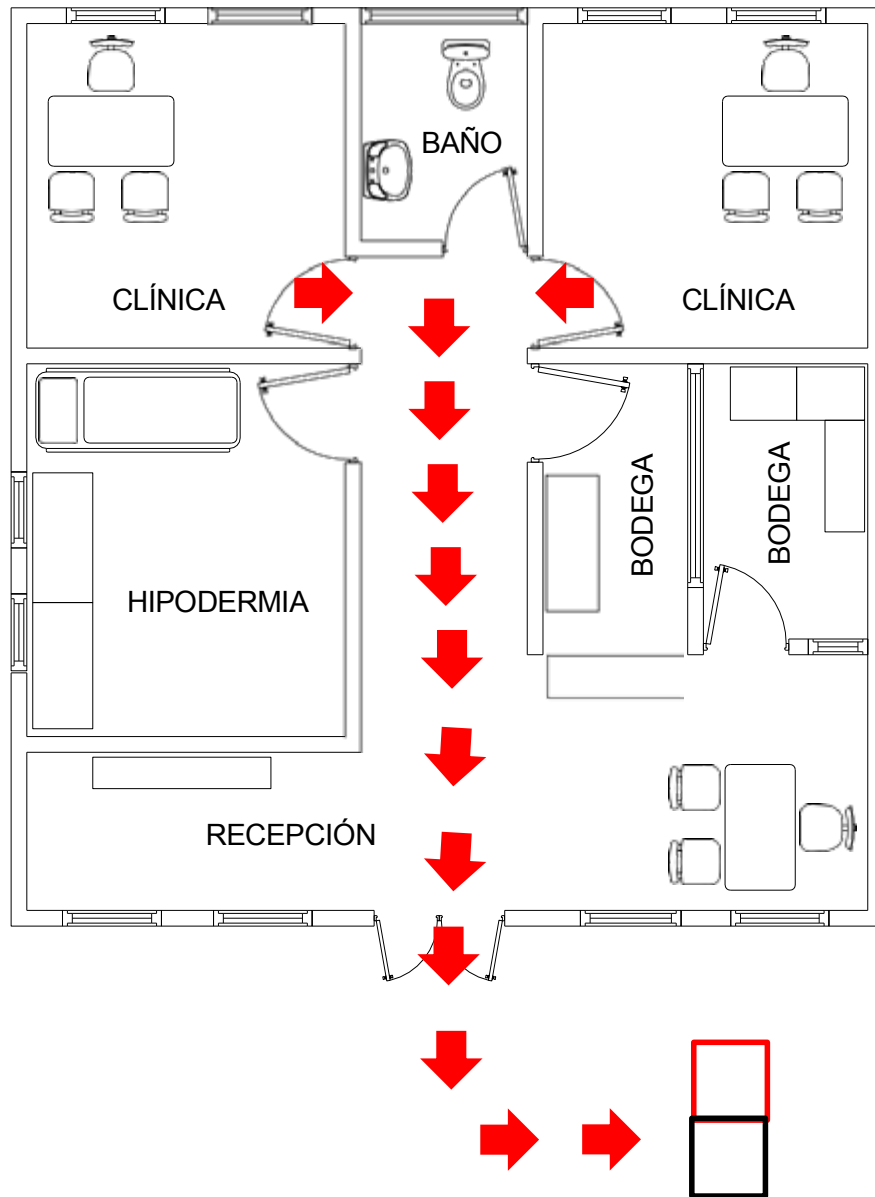 BAÑO
CLÍNICA
CLÍNICA
BODEGA
BODEGA
HIPODERMIA
RECEPCIÓN